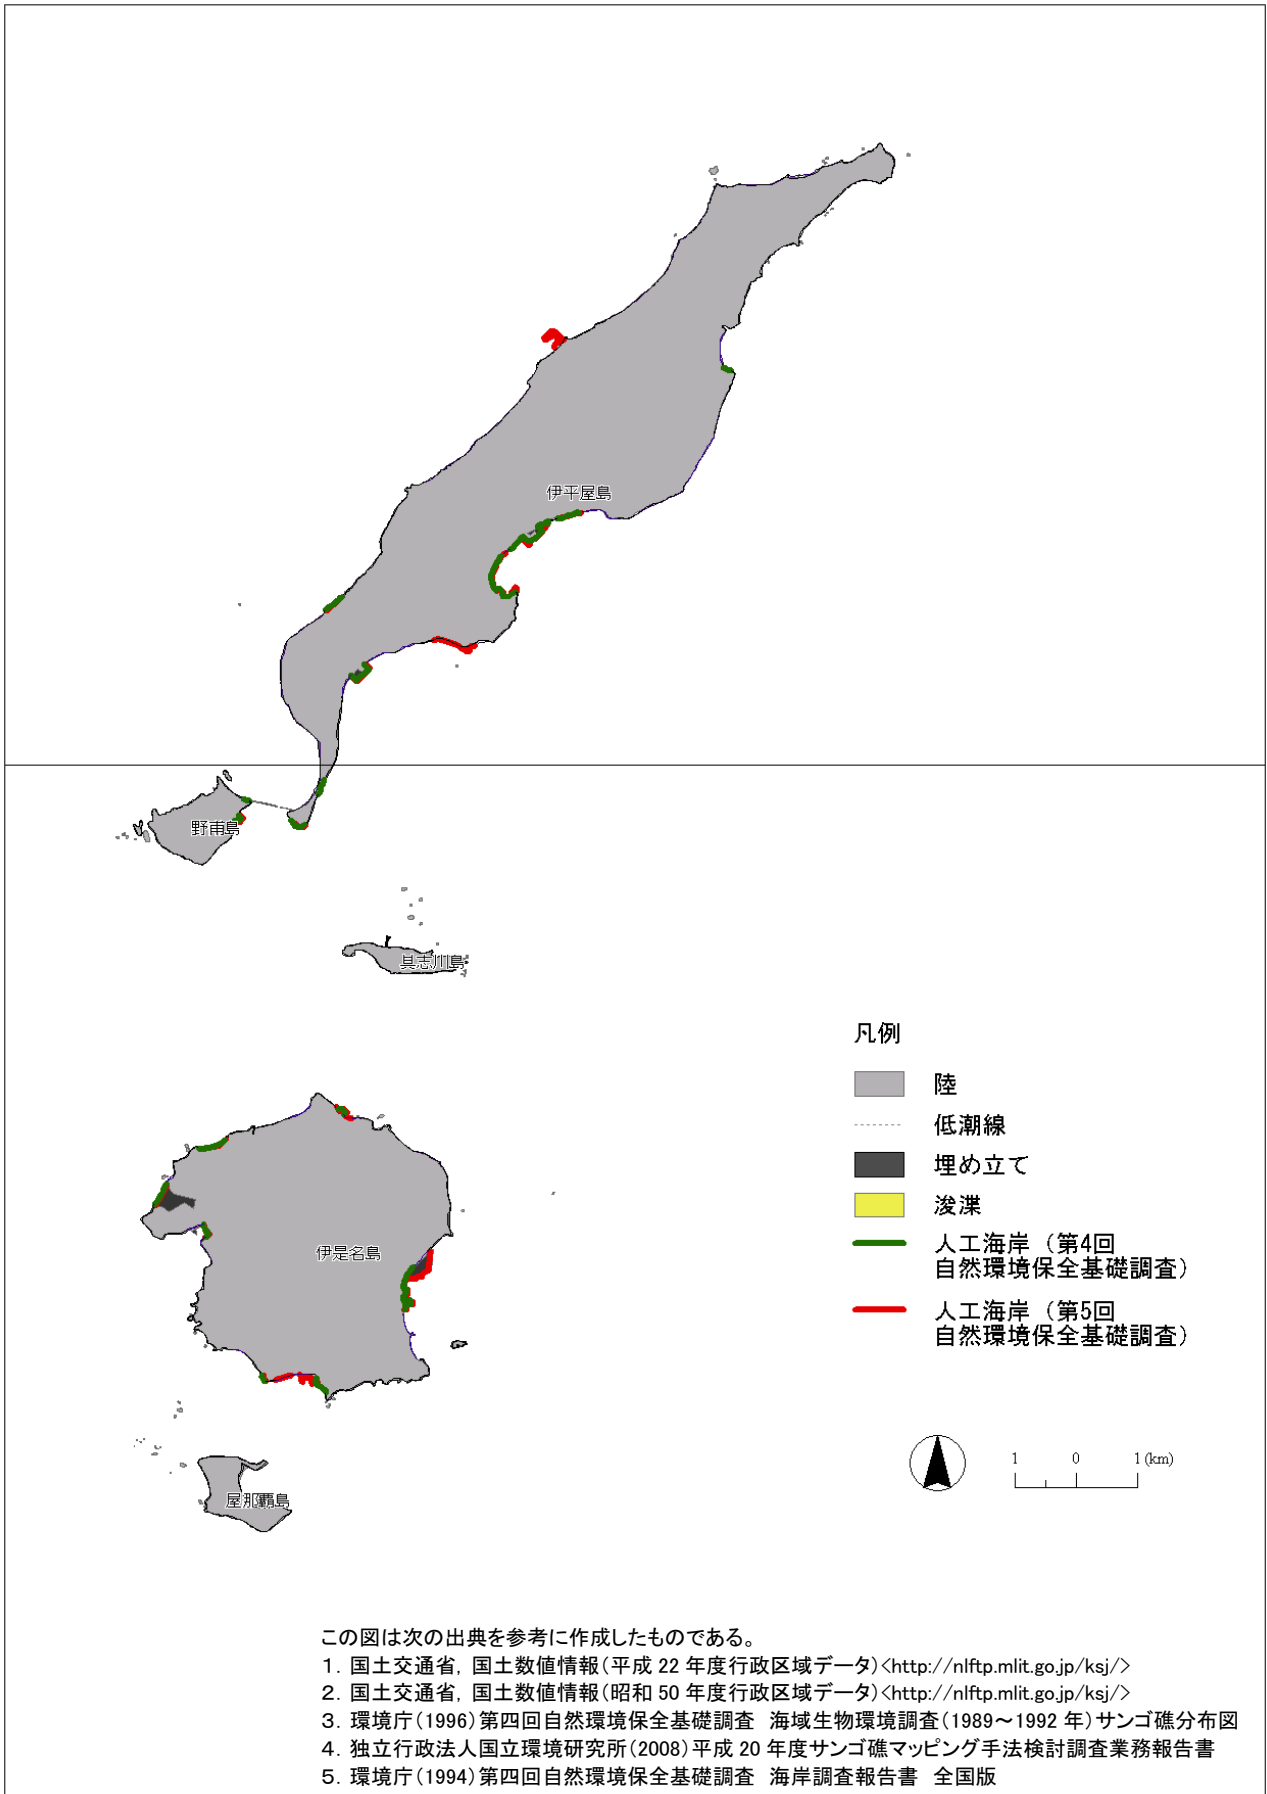 伊平屋島
野甫島
具志川島
凡例
陸
低潮線
埋め立て
浚渫
伊是名島
人工海岸（第4回
自然環境保全基礎調査）
人工海岸（第5回
自然環境保全基礎調査）
1 0 1 (km)
屋那覇島
この図は次の出典を参考に作成したものである。
1．国土交通省，国土数値情報（平成 22 年度行政区域データ）<http://nlftp.mlit.go.jp/ksj/>
2．国土交通省，国土数値情報（昭和 50 年度行政区域データ）<http://nlftp.mlit.go.jp/ksj/>
3．環境庁（1996）第四回自然環境保全基礎調査　海域生物環境調査（1989～1992 年）サンゴ礁分布図
4．独立行政法人国立環境研究所（2008）平成 20 年度サンゴ礁マッピング手法検討調査業務報告書
5．環境庁（1994）第四回自然環境保全基礎調査　海岸調査報告書　全国版